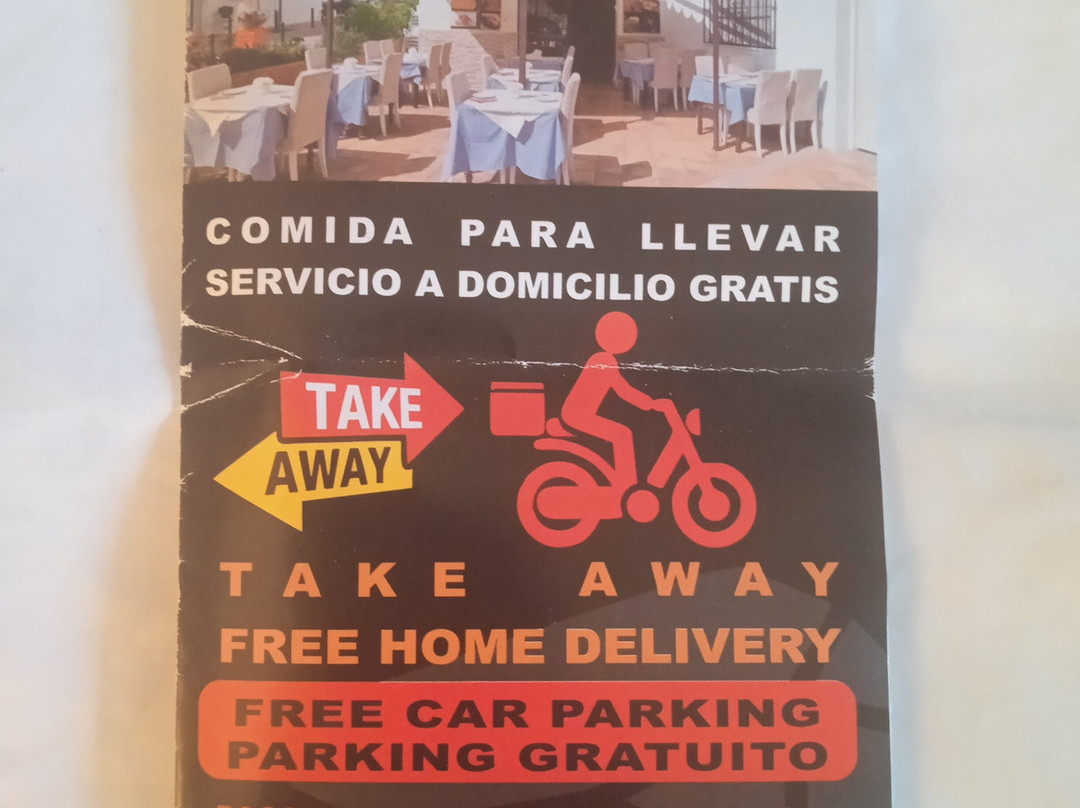 COMIDA PARA LLEVAR
SERVICIO A DOMICILIO GRATIS
TAKE
AWAY
TAKE AWAY
FREE HOME DELIVERY
FREE CAR PARKING
PARKING GRATUITO